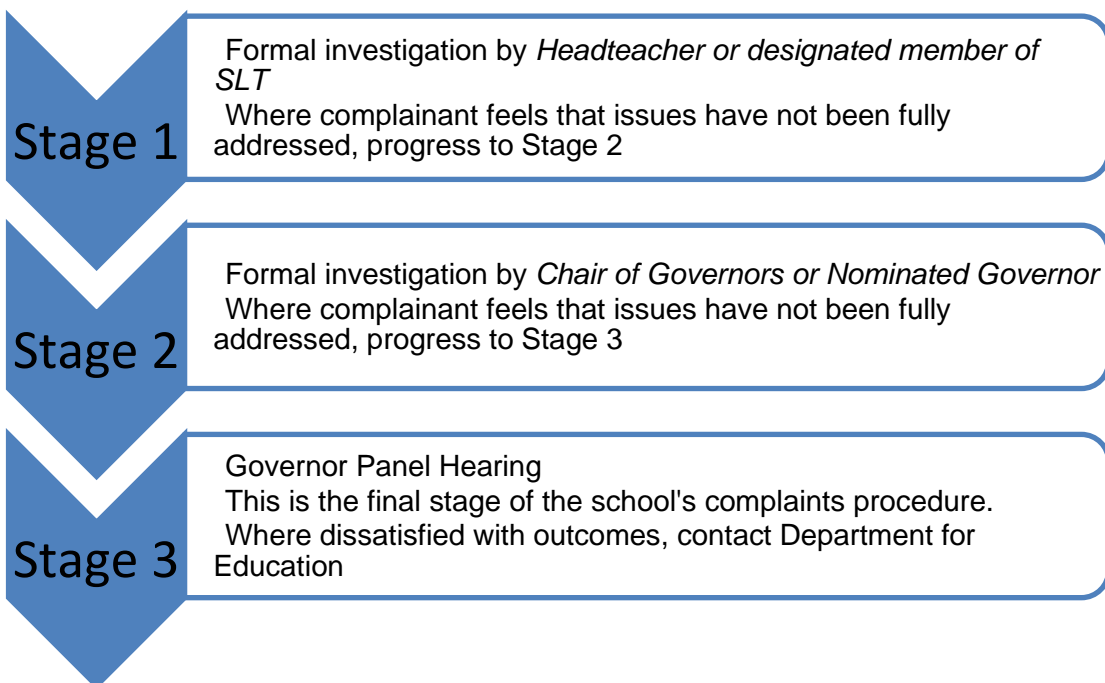 Stage 1
Formal investigation by Headteacher or designated member of
SLT
Where complainant feels that issues have not been fully
addressed, progress to Stage 2
Stage 2
Formal investigation by Chair of Governors or Nominated Governor
Where complainant feels that issues have not been fully
addressed, progress to Stage 3
Stage 3
Governor Panel Hearing
This is the final stage of the school's complaints procedure.
Where dissatisfied with outcomes, contact Department for
Education